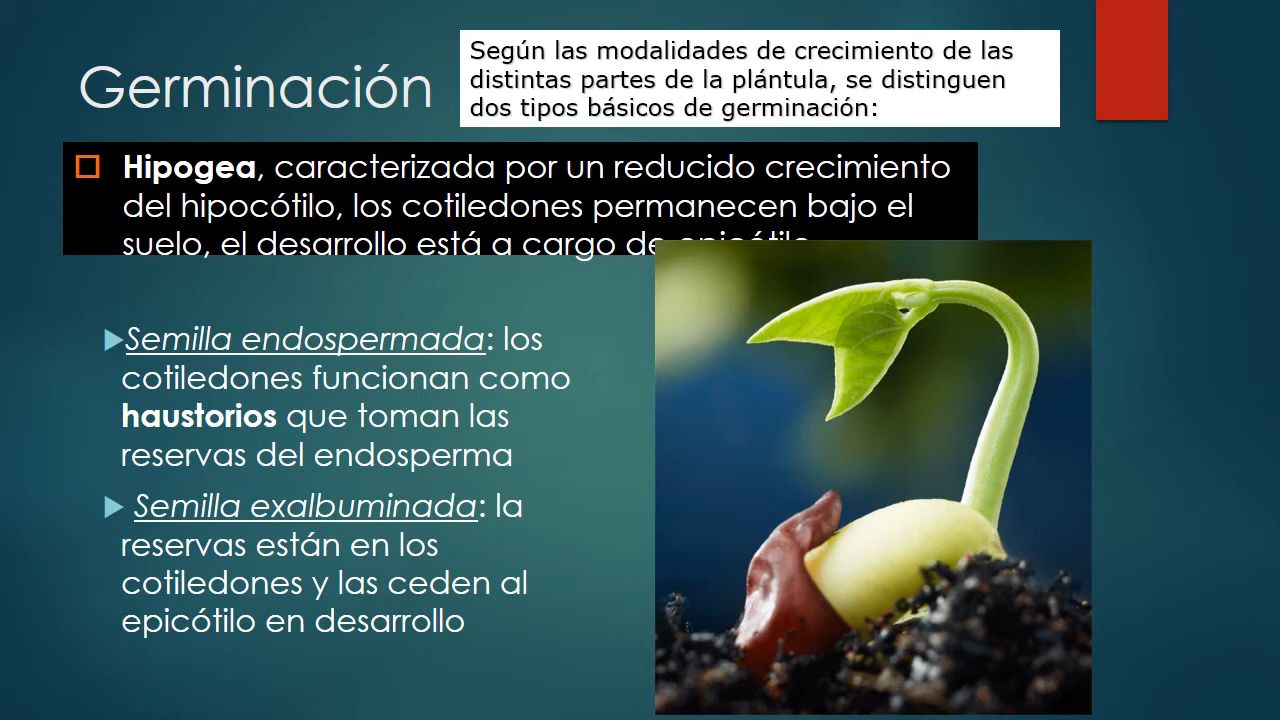 Germinación
Según las modalidades de crecimiento de las
distintas partes de la plántula, se distinguen
dos tipos básicos de germinación:
Hipogea, caracterizada por un reducido crecimiento
del hipocótilo, los cotiledones permanecen bajo el
suelo, el desarrollo está a cargo de epicótilo
Semilla endospermada: los
cotiledones funcionan como
haustorios que toman las
reservas del endosperma
Semilla exalbuminada: la
reservas están en los
cotiledones y las ceden al
epicótilo en desarrollo